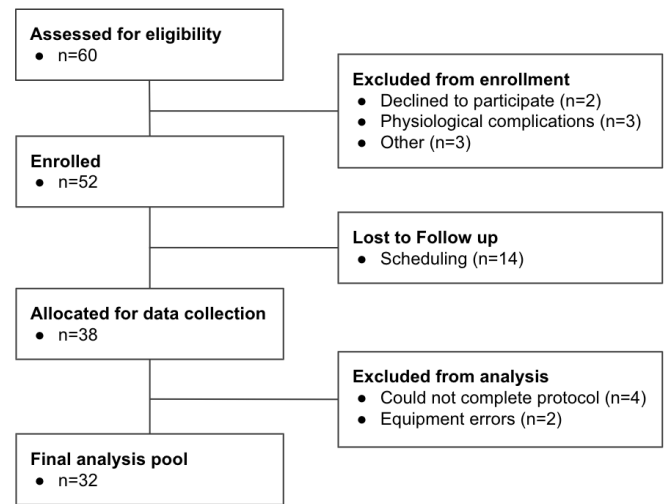 Assessed for eligibility
● n=60
Excluded from enrollment
● Declined to participate (n=2)
● Physiological complications (n=3)
● Other (n=3)
Enrolled
● n=52
Lost to Follow up
● Scheduling (n=14)
Allocated for data collection
● n=38
Excluded from analysis
● Could not complete protocol (n=4)
● Equipment errors (n=2)
Final analysis pool
● n=32